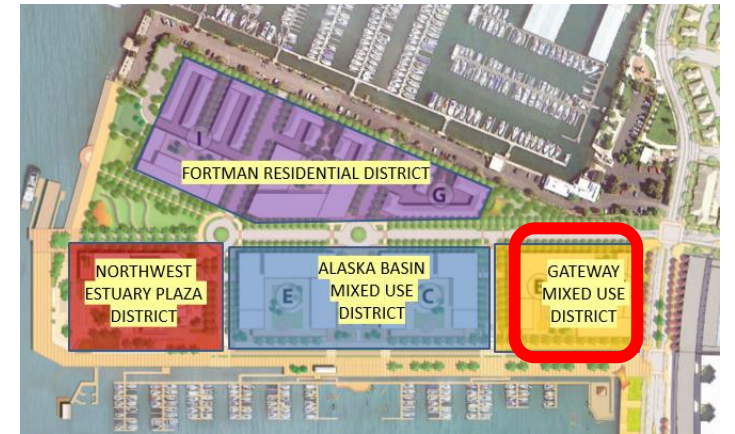 I
FORTMAN RESIDENTIAL DISTRICT
G
NORTHWEST
ESTUARY PLAZA
DISTRICT
E
ALASKA BASIN
MIXED USE
DISTRICT
C
GATEWAY
MIXED USE
DISTRICT